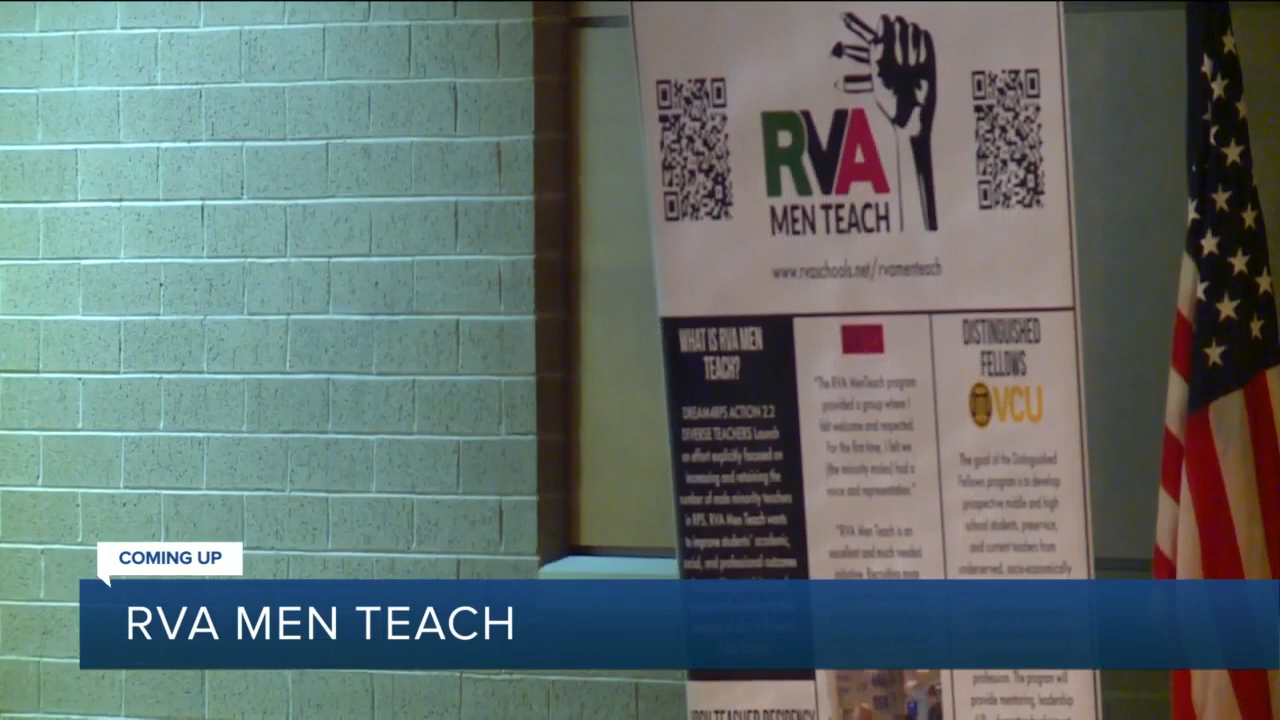 RVA
MEN TEACH
www.rvaschools.net/rvamenteach
WHAT IS RVA MEN
TEACH?
DREAM4RPS ACTION 2.2
DIVERSE TEACHERS Launch
an effort explicitly focused on
increasing and retaining the
number of male minority teachers
in RPS. RVA Men Teach wants
to improve students' academic,
social, and professional outcomes
"The RVA MenTeach program
provided a group where I
felt welcome and respected.
For the first time, I felt we
(the minority males) had a
voice and representation."
"RVA Men Teach is an
excellent and much needed
initiative. Recruiting more
DISTINGUISHED
FELLOWS
VCU
The goal of the Distinguished
Fellows program is to develop
prospective middle and high
school students, preservice,
and current teachers from
underserved, socio-economically
profession. The program will
provide mentoring, leadership
TEACHER RESIDENCY
COMING UP
RVA MEN TEACH